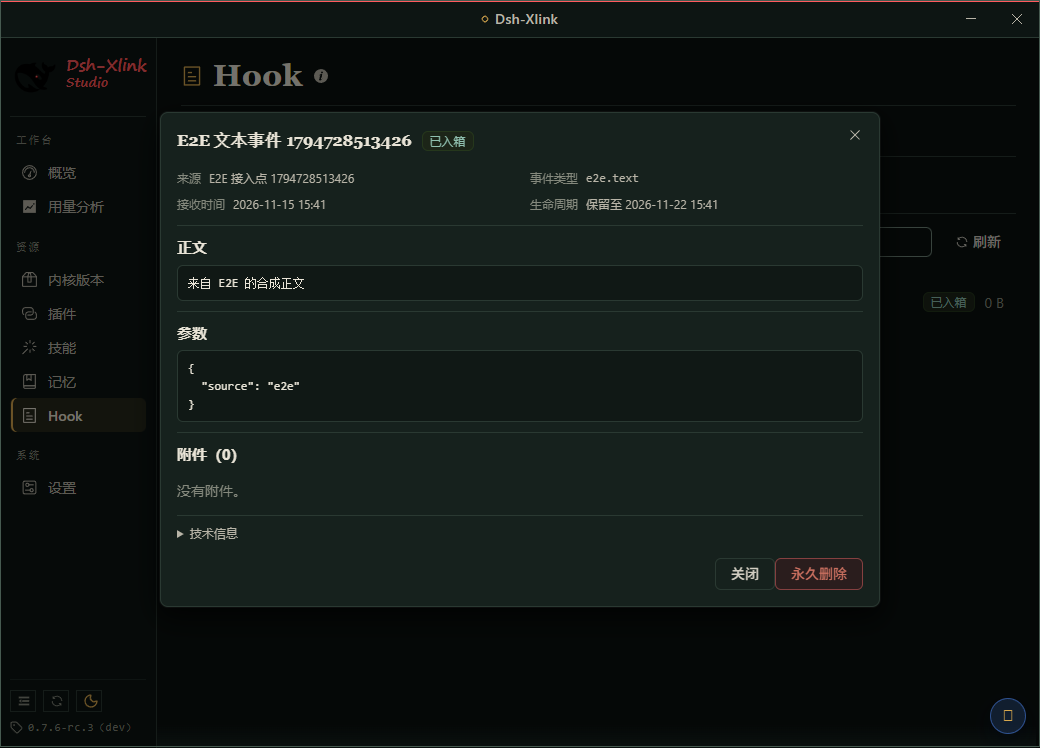 Dsh-Xlink
Dsh-Xlink
Studio
工作台
概览
用量分析
资源
内核版本
插件
技能
记忆
Hook
系统
设置
0.7.6-rc.3 (dev)
Hook
刷新
已入箱 0 B
E2E 文本事件 1794728513426 已入箱
来源 E2E 接入点 1794728513426
事件类型 e2e.text
接收时间 2026-11-15 15:41
生命周期 保留至 2026-11-22 15:41
正文
来自 E2E 的合成正文
参数
{
"source": "e2e"
}
附件 (0)
没有附件。
技术信息
关闭
永久删除